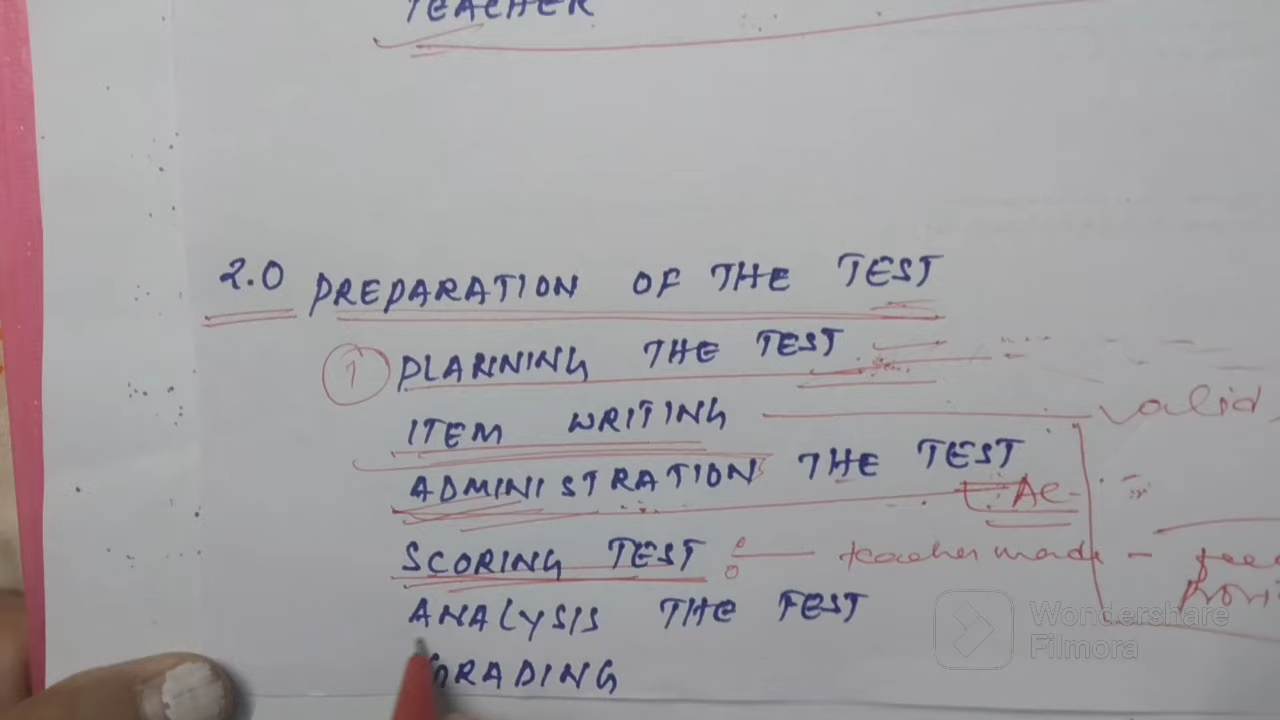 TEACHER
2.0 PREPARATION OF THE TEST
1 PLANNING THE TEST
ITEM WRITING valid,
ADMINISTRATION THE TEST
SCORING TEST : teacher made -
ANALYSIS THE TEST
GRADING
Wondershare
Filmora